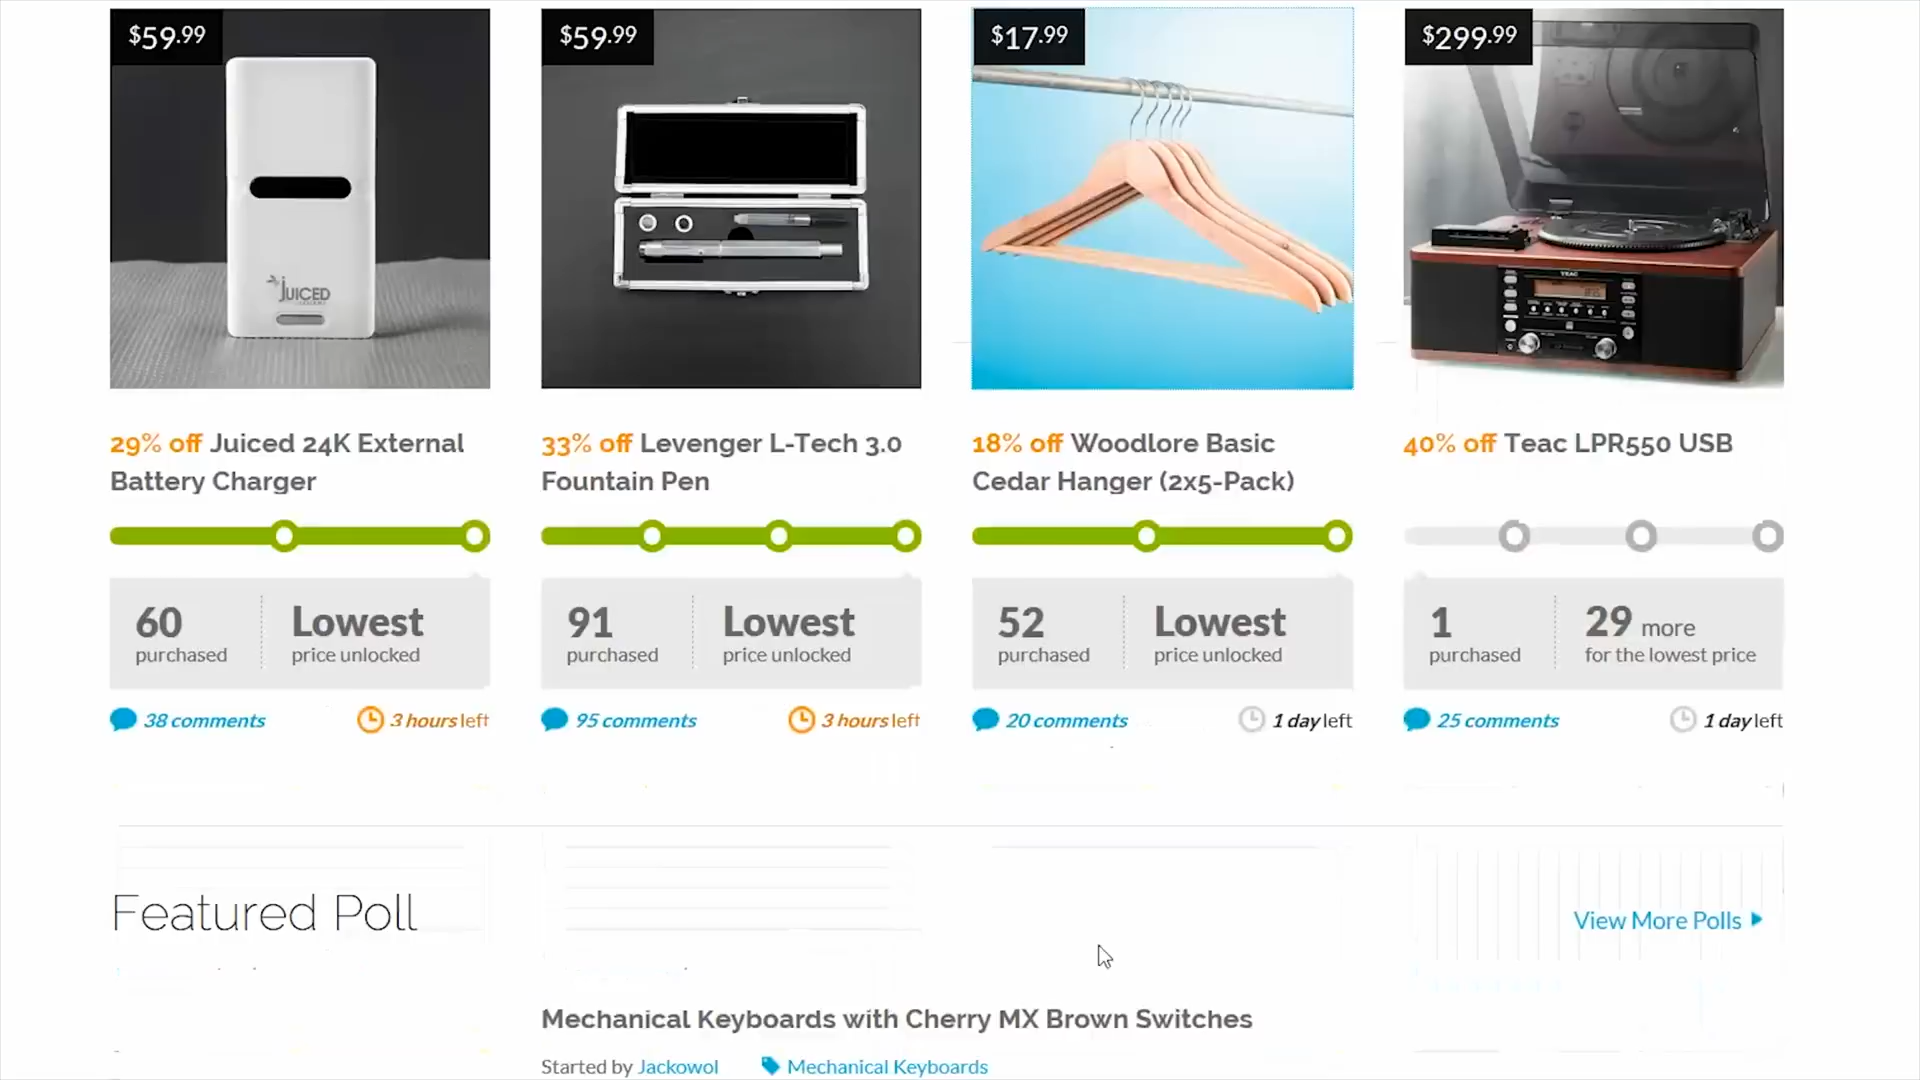 $59.99
$59.99
$17.99
$299.99
JUICED
TEAC
29% off Juiced 24K External
Battery Charger
33% off Levenger L-Tech 3.0
Fountain Pen
18% off Woodlore Basic
Cedar Hanger (2x5-Pack)
40% off Teac LPR550 USB
60
purchased
Lowest
price unlocked
91
purchased
Lowest
price unlocked
52
purchased
Lowest
price unlocked
1
purchased
29 more
for the lowest price
38 comments
3 hours left
95 comments
3 hours left
20 comments
1 day left
25 comments
1 day left
Featured Poll
View More Polls
Mechanical Keyboards with Cherry MX Brown Switches
Started by Jackowol
Mechanical Keyboards